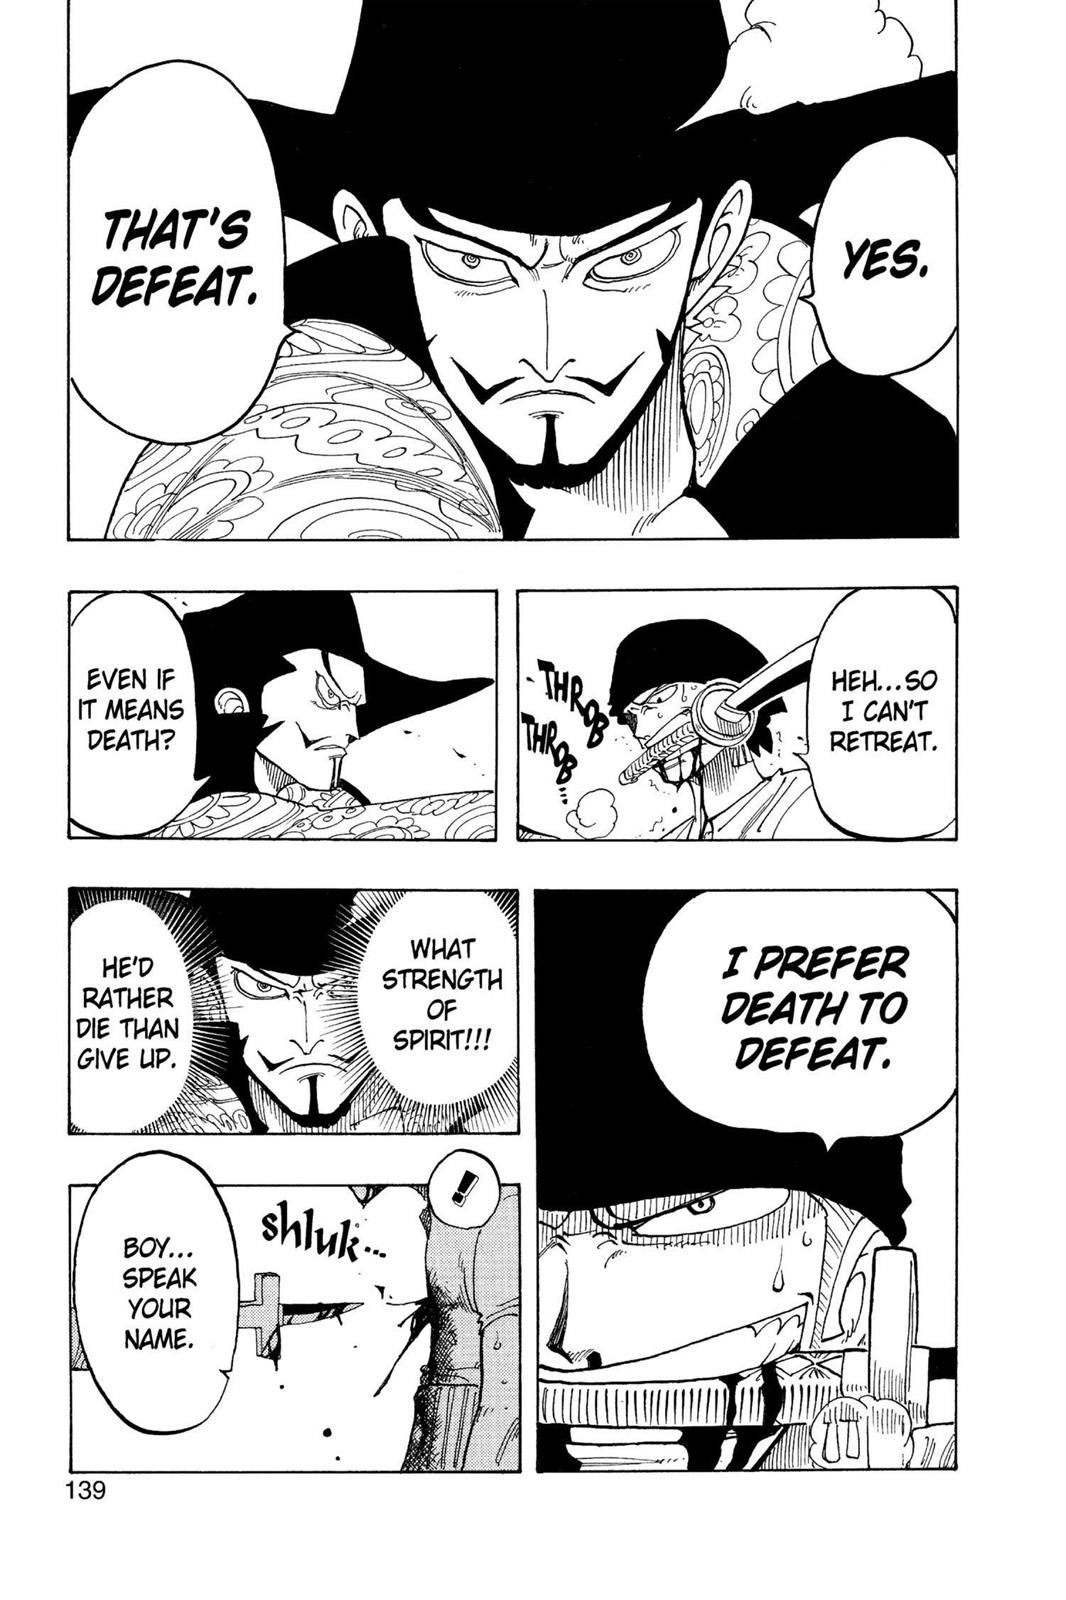 YES.
THAT'S
DEFEAT.
HEH...SO
I CAN'T
RETREAT.
THROB
THROB...
EVEN IF
IT MEANS
DEATH?
I PREFER
DEATH TO
DEFEAT.
WHAT
STRENGTH
OF
SPIRIT!!!
HE'D
RATHER
DIE THAN
GIVE UP.
!
shluk...
BOY...
SPEAK
YOUR
NAME.
139